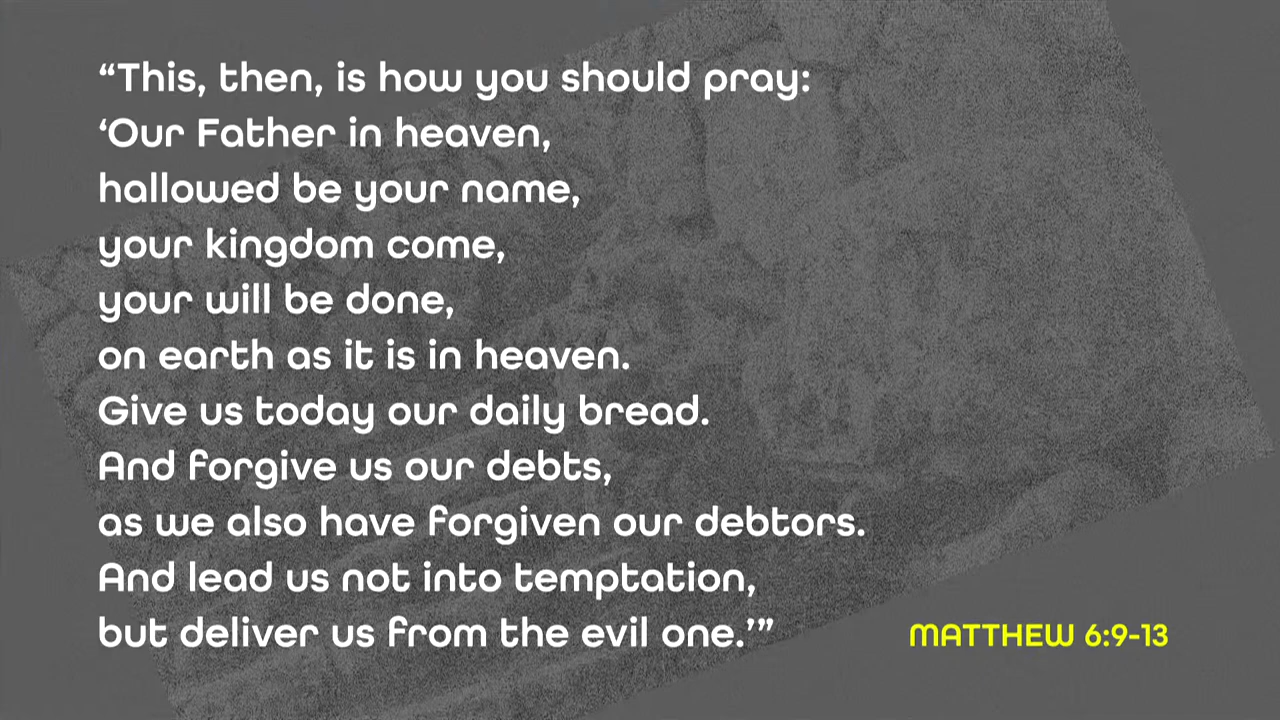 “This, then, is how you should pray:
‘Our Father in heaven,
hallowed be your name,
your kingdom come,
your will be done,
on earth as it is in heaven.
Give us today our daily bread.
And forgive us our debts,
as we also have forgiven our debtors.
And lead us not into temptation,
but deliver us from the evil one.’”
MATTHEW 6:9-13